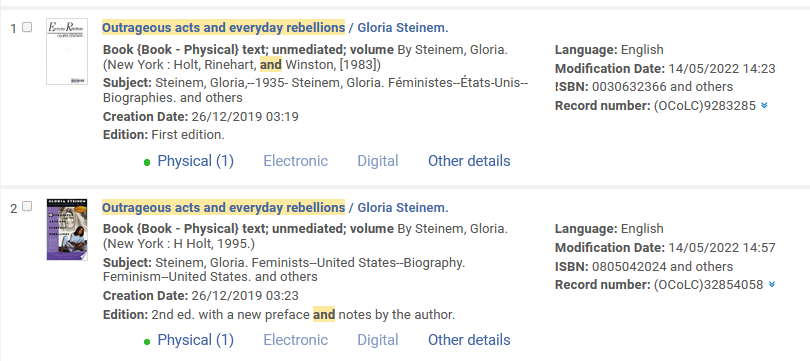 1
Outrageous acts and everyday rebellions / Gloria Steinem.
Book {Book - Physical} text; unmediated; volume By Steinem, Gloria.
(New York : Holt, Rinehart, and Winston, [1983])
Subject: Steinem, Gloria,--1935- Steinem, Gloria. Féministes--États-Unis--
Biographies. and others
Creation Date: 26/12/2019 03:19
Edition: First edition.
Language: English
Modification Date: 14/05/2022 14:23
ISBN: 0030632366 and others
Record number: (OCoLC)9283285
Physical (1) Electronic Digital Other details
2
GLORIA STEINEM
Outrageous acts and everyday rebellions / Gloria Steinem.
Book {Book - Physical} text; unmediated; volume By Steinem, Gloria.
(New York : H Holt, 1995.)
Subject: Steinem, Gloria. Feminists--United States--Biography.
Feminism--United States. and others
Creation Date: 26/12/2019 03:23
Edition: 2nd ed. with a new preface and notes by the author.
Language: English
Modification Date: 14/05/2022 14:57
ISBN: 0805042024 and others
Record number: (OCoLC)32854058
Physical (1) Electronic Digital Other details